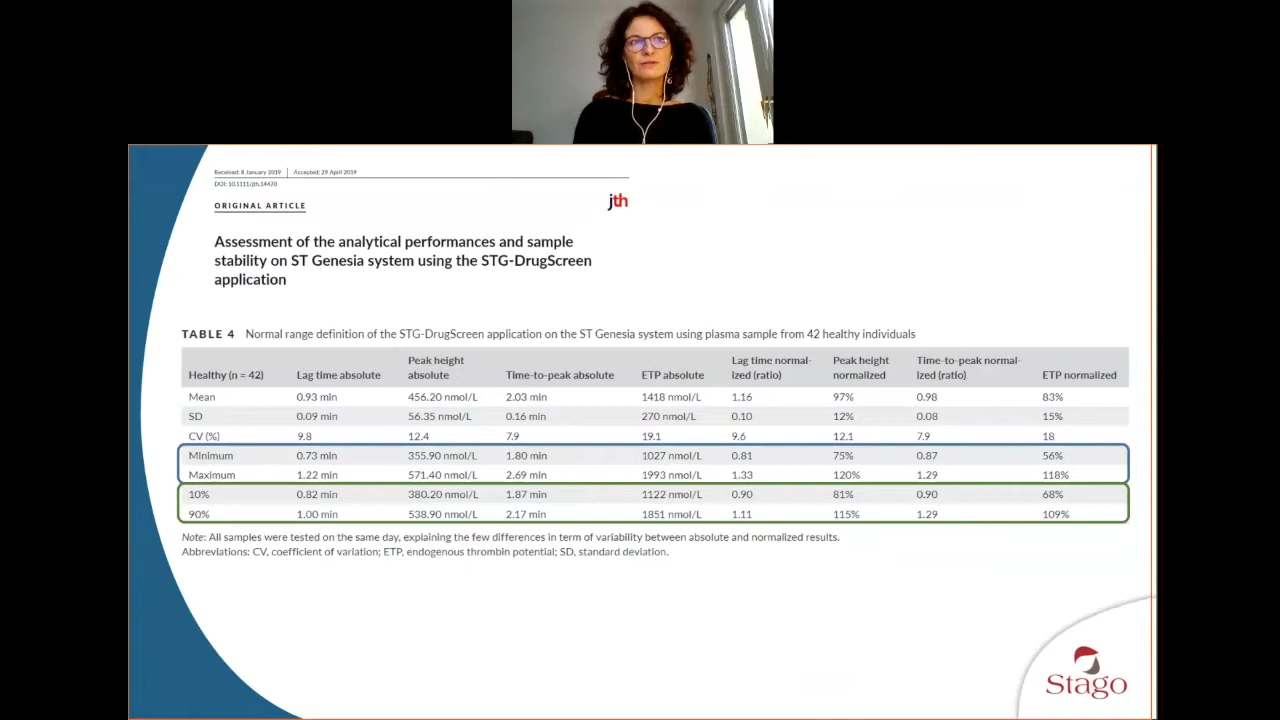 Received: 8 January 2019 | Accepted: 29 April 2019
DOI: 10.1111/jth.14470
ORIGINAL ARTICLE
jth
Assessment of the analytical performances and sample
stability on ST Genesia system using the STG-DrugScreen
application
TABLE 4 Normal range definition of the STG-DrugScreen application on the ST Genesia system using plasma sample from 42 healthy individuals
Healthy (n = 42) Lag time absolute Peak height absolute Time-to-peak absolute ETP absolute Lag time normal-ized (ratio) Peak height normalized Time-to-peak normal-ized (ratio) ETP normalized
Mean 0.93 min 456.20 nmol/L 2.03 min 1418 nmol/L 1.16 97% 0.98 83%
SD 0.09 min 56.35 nmol/L 0.16 min 270 nmol/L 0.10 12% 0.08 15%
CV (%) 9.8 12.4 7.9 19.1 9.6 12.1 7.9 18
Minimum 0.73 min 355.90 nmol/L 1.80 min 1027 nmol/L 0.81 75% 0.87 56%
Maximum 1.22 min 571.40 nmol/L 2.69 min 1993 nmol/L 1.33 120% 1.29 118%
10% 0.82 min 380.20 nmol/L 1.87 min 1122 nmol/L 0.90 81% 0.90 68%
90% 1.00 min 538.90 nmol/L 2.17 min 1851 nmol/L 1.11 115% 1.29 109%
Note: All samples were tested on the same day, explaining the few differences in term of variability between absolute and normalized results.
Abbreviations: CV, coefficient of variation; ETP, endogenous thrombin potential; SD, standard deviation.
Stago